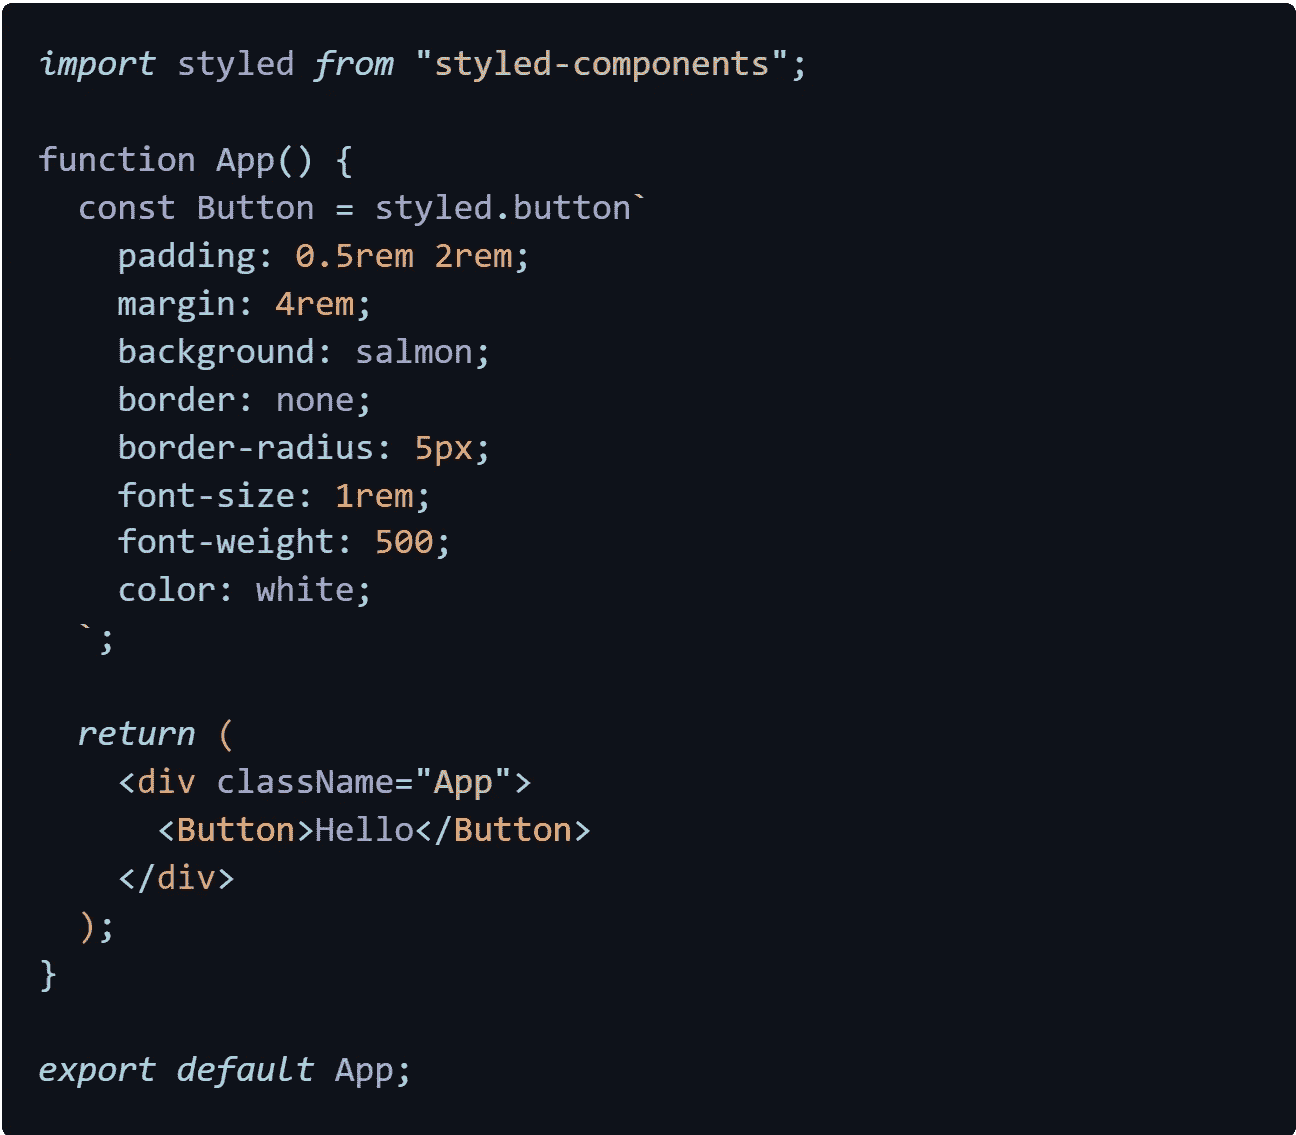 import styled from "styled-components";

function App() {
  const Button = styled.button`
    padding: 0.5rem 2rem;
    margin: 4rem;
    background: salmon;
    border: none;
    border-radius: 5px;
    font-size: 1rem;
    font-weight: 500;
    color: white;
  `;

  return (
    <div className="App">
      <Button>Hello</Button>
    </div>
  );
}

export default App;